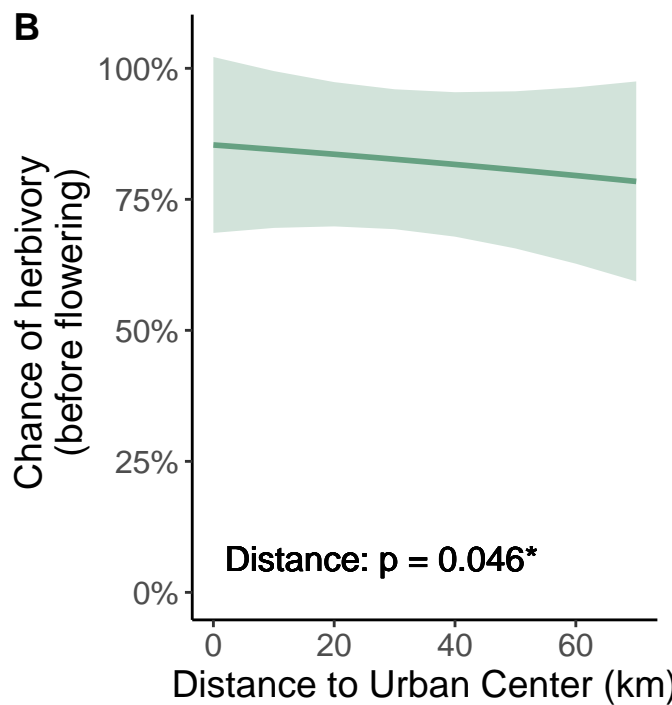 B
Chance of herbivory
(before flowering)
100%
75%
50%
25%
0%
Distance: p = 0.046*
0 20 40 60
Distance to Urban Center (km)